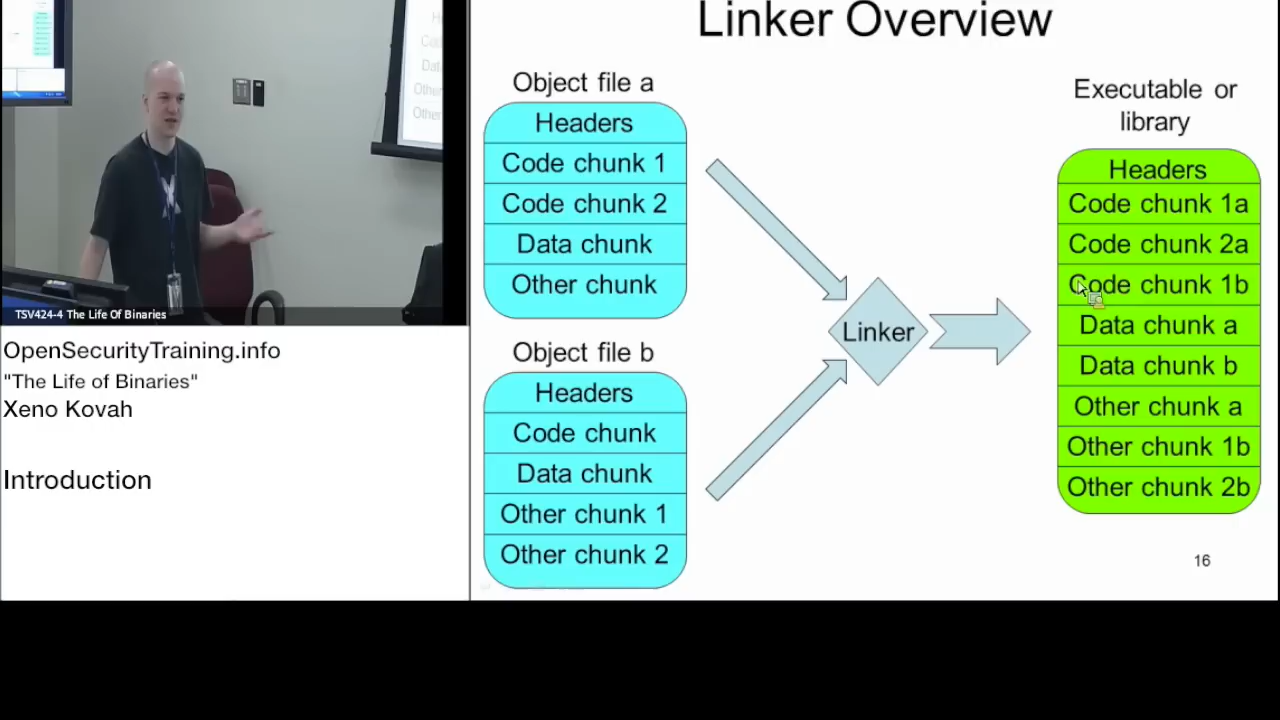 Linker Overview
Object file a
Headers
Code chunk 1
Code chunk 2
Data chunk
Other chunk
Object file b
Headers
Code chunk
Data chunk
Other chunk 1
Other chunk 2
Linker
Executable or
library
Headers
Code chunk 1a
Code chunk 2a
Code chunk 1b
Data chunk a
Data chunk b
Other chunk a
Other chunk 1b
Other chunk 2b
16
TSV424-4 The Life Of Binaries
OpenSecurityTraining.info
"The Life of Binaries"
Xeno Kovah
Introduction